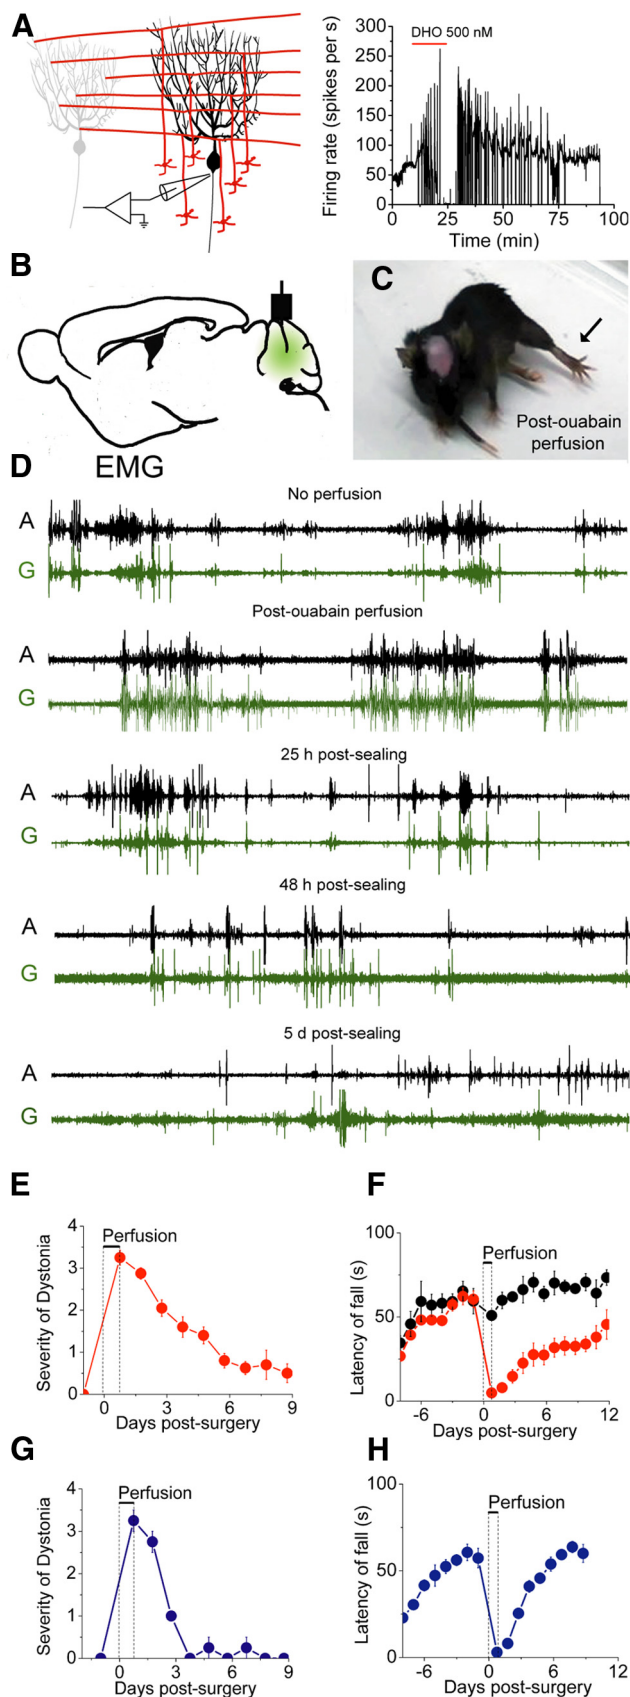 A
DHO 500 nM
Firing rate (spikes per s)
300
250
200
150
100
50
0
0 25 50 75 100
Time (min)
B
C
Post-ouabain
perfusion
D
EMG
No perfusion
A
G
Post-ouabain perfusion
A
G
25 h post-sealing
A
G
48 h post-sealing
A
G
5 d post-sealing
A
G
E
Perfusion
Severity of Dystonia
4
3
2
1
0
0 3 6 9
Days post-surgery
F
Perfusion
Latency of fall (s)
100
50
0
-6 0 6 12
Days post-surgery
G
Perfusion
Severity of Dystonia
4
3
2
1
0
0 3 6 9
Days post-surgery
H
Perfusion
Latency of fall (s)
100
50
0
-6 0 6 12
Days post-surgery